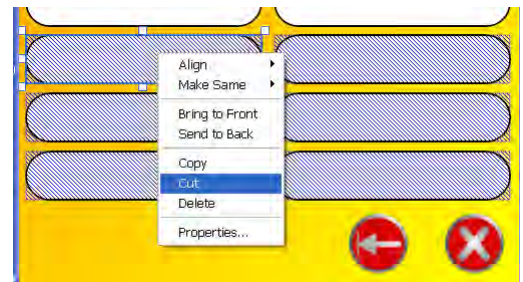 Align
Make Same
Bring to Front
Send to Back
Copy
Cut
Delete
Properties...